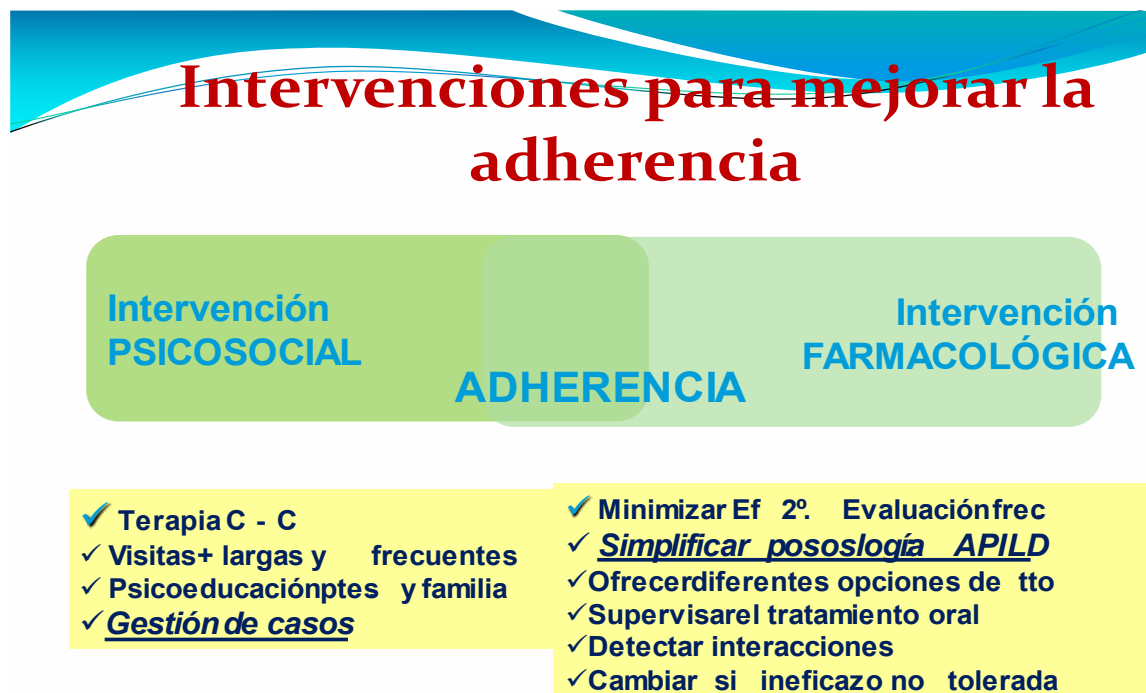 Intervenciones para mejorar la
adherencia
Intervención
PSICOSOCIAL
Intervención
FARMACOLÓGICA
ADHERENCIA
✓ Terapia C - C
✓ Visitas+ largas y frecuentes
✓ Psicoeducaciónptes y familia
✓ Gestión de casos
✓ Minimizar Ef 2º. Evaluaciónfrec
✓ Simplificar pososlogía APILD
✓ Ofrecerdiferentes opciones de tto
✓ Supervisarel tratamiento oral
✓ Detectar interacciones
✓ Cambiar si ineficazo no tolerada